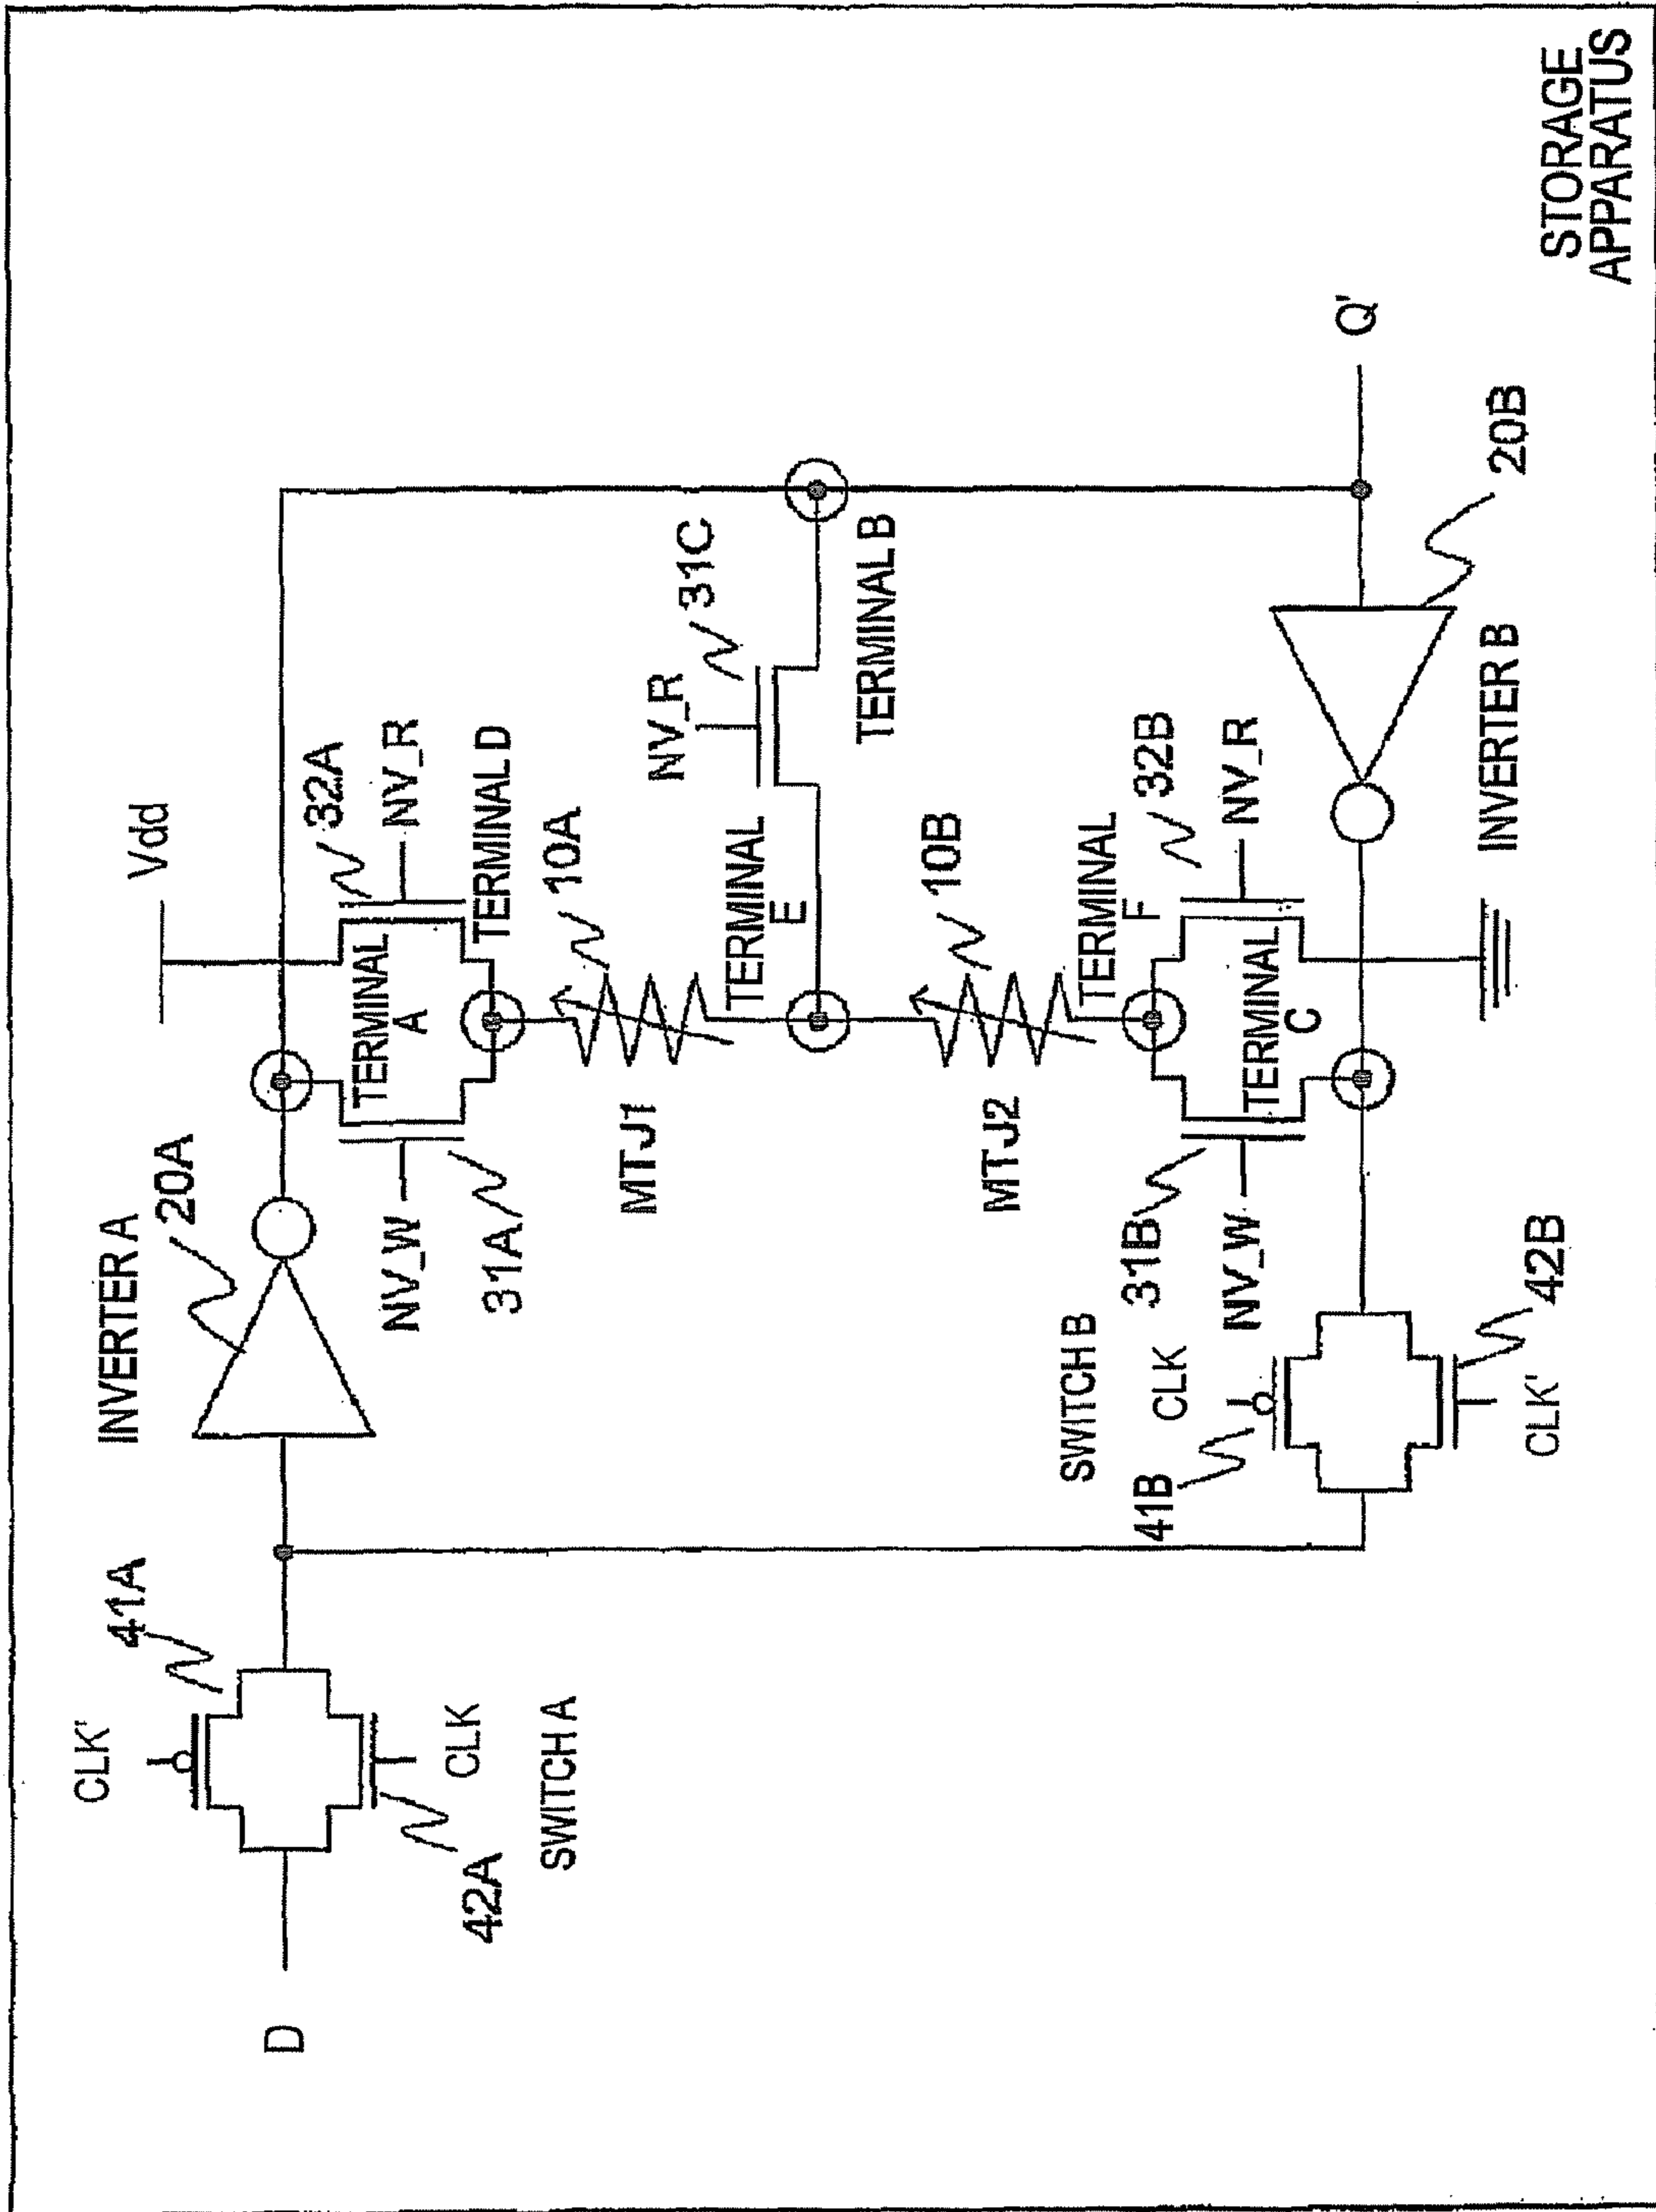 INVERTER A
20A
Vdd
CLK'
41A
32A
NV_R
TERMINAL
A
TERMINAL D
D
42A
CLK
SWITCH A
NV_W
31A
MTJ1
10A
NV_R
31C
TERMINAL
E
TERMINAL B
MTJ2
10B
TERMINAL
F
32B
NV_R
SWITCH B
CLK
41B
31B
NV_W
TERMINAL
C
Q'
CLK'
42B
INVERTER B
20B
STORAGE
APPARATUS